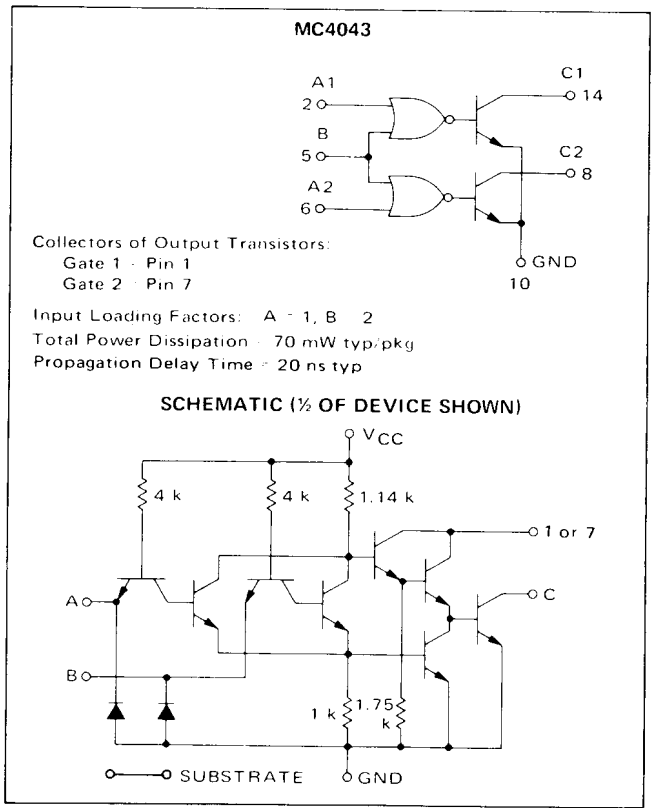 MC4043
A1
2
C1
14
B
5
C2
8
A2
6
GND
10
Collectors of Output Transistors:
Gate 1 - Pin 1
Gate 2 - Pin 7
Input Loading Factors: A = 1, B 2
Total Power Dissipation - 70 mW typ/pkg
Propagation Delay Time = 20 ns typ
SCHEMATIC (½ OF DEVICE SHOWN)
VCC
4 k
4 k
1.14 k
1 or 7
A
C
B
1 k
1.75 k
SUBSTRATE
GND